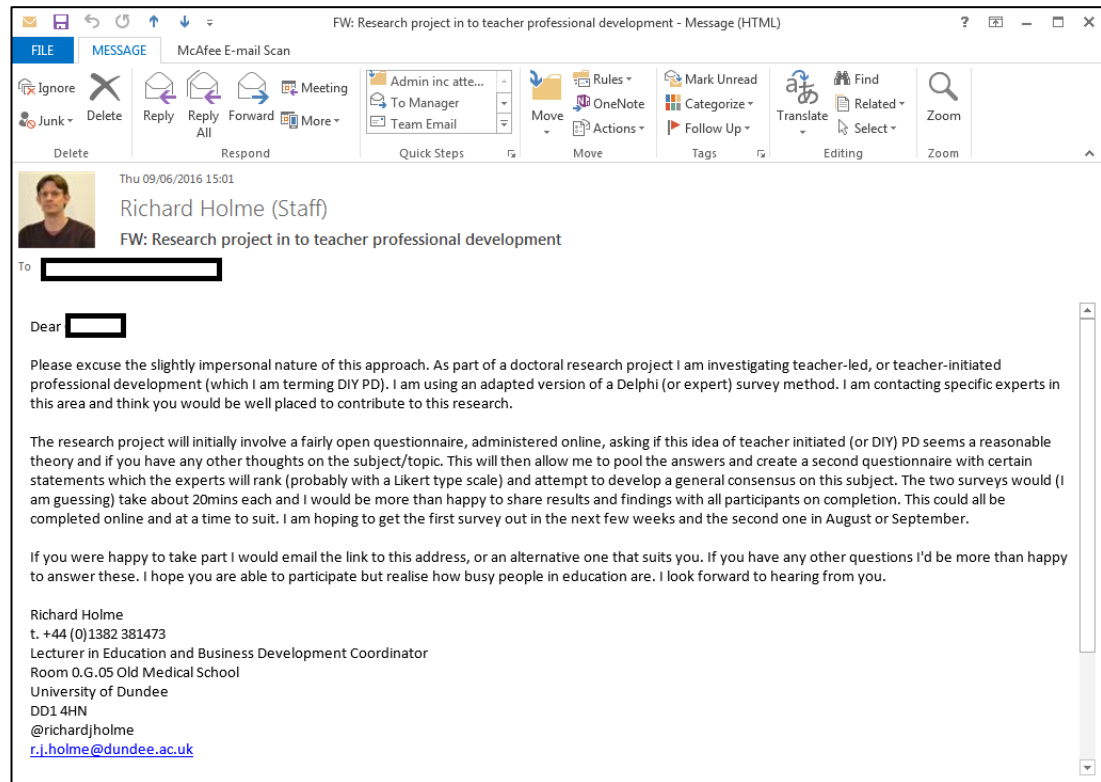 FW: Research project in to teacher professional development - Message (HTML)
FILE MESSAGE McAfee E-mail Scan
Ignore
Junk
Delete
Reply
Reply All
Forward
Meeting
More
Admin inc atte...
To Manager
Team Email
Move
Rules
OneNote
Actions
Mark Unread
Categorize
Follow Up
Translate
Find
Related
Select
Zoom
Delete Respond Quick Steps Move Tags Editing Zoom
Thu 09/06/2016 15:01
Richard Holme (Staff)
FW: Research project in to teacher professional development
To
Dear
Please excuse the slightly impersonal nature of this approach. As part of a doctoral research project I am investigating teacher-led, or teacher-initiated
professional development (which I am terming DIY PD). I am using an adapted version of a Delphi (or expert) survey method. I am contacting specific experts in
this area and think you would be well placed to contribute to this research.
The research project will initially involve a fairly open questionnaire, administered online, asking if this idea of teacher initiated (or DIY) PD seems a reasonable
theory and if you have any other thoughts on the subject/topic. This will then allow me to pool the answers and create a second questionnaire with certain
statements which the experts will rank (probably with a Likert type scale) and attempt to develop a general consensus on this subject. The two surveys would (I
am guessing) take about 20mins each and I would be more than happy to share results and findings with all participants on completion. This could all be
completed online and at a time to suit. I am hoping to get the first survey out in the next few weeks and the second one in August or September.
If you were happy to take part I would email the link to this address, or an alternative one that suits you. If you have any other questions I'd be more than happy
to answer these. I hope you are able to participate but realise how busy people in education are. I look forward to hearing from you.
Richard Holme
t. +44 (0)1382 381473
Lecturer in Education and Business Development Coordinator
Room 0.G.05 Old Medical School
University of Dundee
DD1 4HN
@richardjholme
r.j.holme@dundee.ac.uk